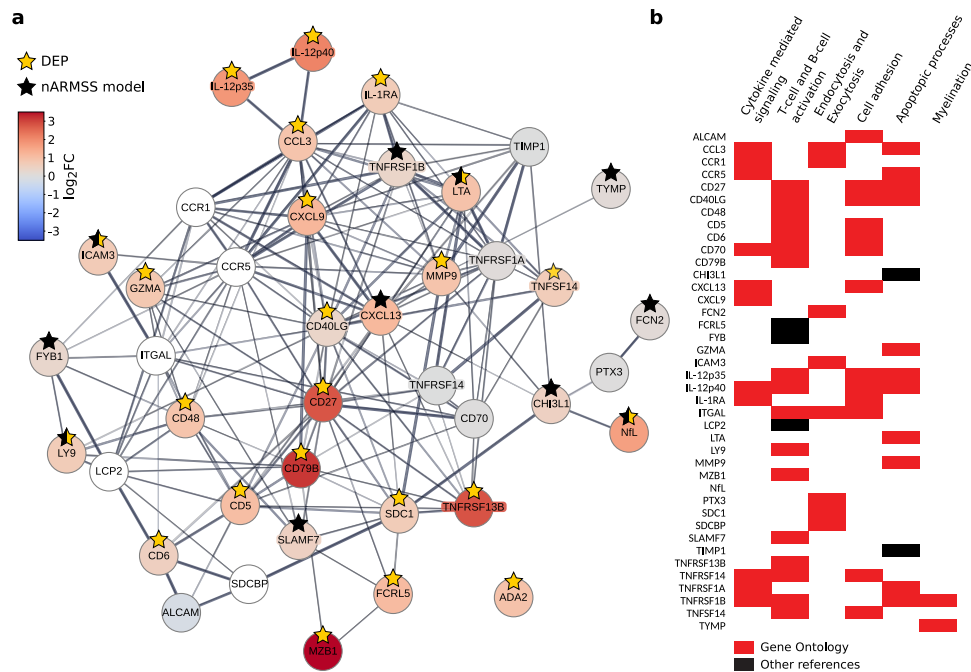 a
DEP
nARMSS model
log2FC
3
2
1
0
-1
-2
-3
IL-12p40
IL-12p35
IL-1RA
CCL3
TIMP1
TNFRSF1B
LTA
TYMP
CCR1
CXCL9
ICAM3
CCR5
TNFRSF1A
GZMA
MMP9
TNFSF14
CD40LG
CXCL13
FCN2
FYB1
ITGAL
PTX3
TNFRSF14
CD27
CHI3L1
CD48
CD70
NfL
LY9
LCP2
CD79B
CD5
SDC1
TNFRSF13B
SLAMF7
CD6
SDCBP
FCRL5
ADA2
ALCAM
MZB1
b
Cytokine mediated
signaling
T-cell and B-cell
activation
Endocytosis and
Exocytosis
Cell adhesion
Apoptopic processes
Myelination
ALCAM
CCL3
CCR1
CCR5
CD27
CD40LG
CD48
CD5
CD6
CD70
CD79B
CHI3L1
CXCL13
CXCL9
FCN2
FCRL5
FYB
GZMA
ICAM3
IL-12p35
IL-12p40
IL-1RA
ITGAL
LCP2
LTA
LY9
MMP9
MZB1
NfL
PTX3
SDC1
SDCBP
SLAMF7
TIMP1
TNFRSF13B
TNFRSF14
TNFRSF1A
TNFRSF1B
TNFSF14
TYMP
Gene Ontology
Other references